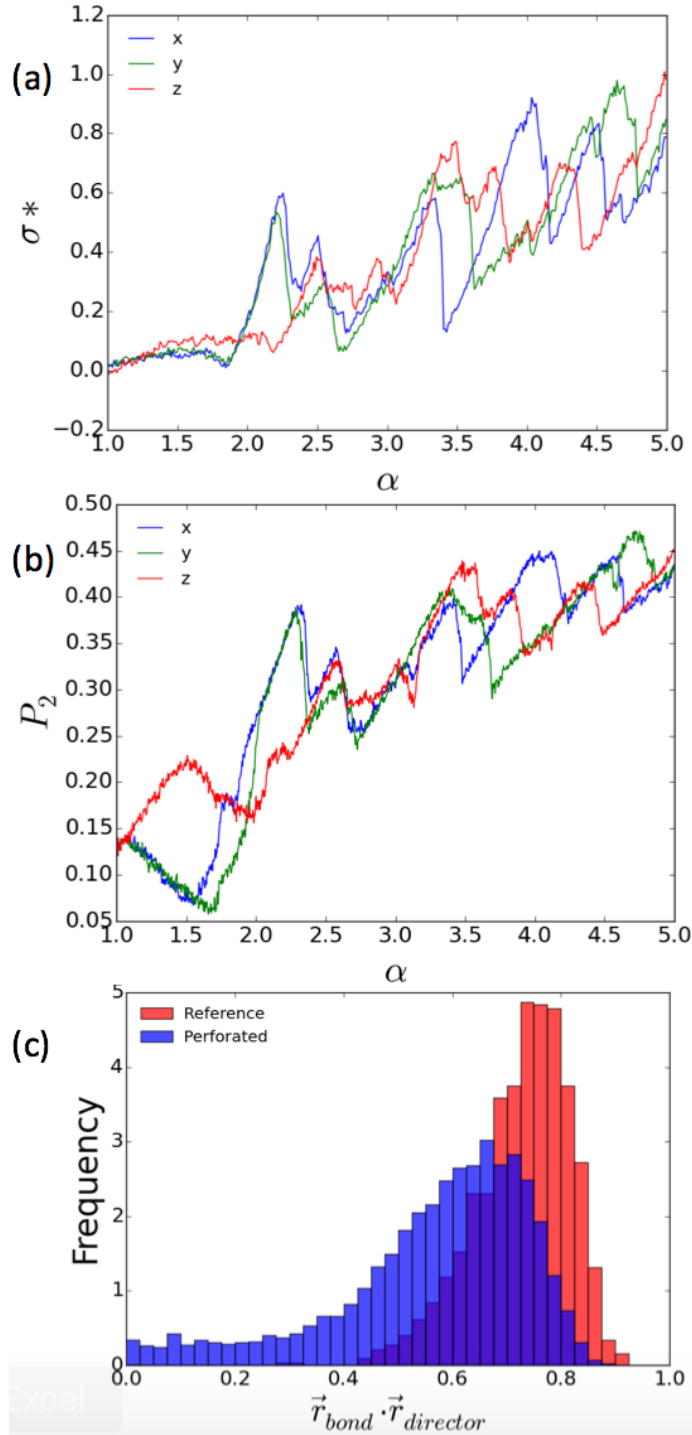 (a)
1.2
1.0
0.8
0.6
0.4
0.2
0.0
−0.2
σ*
x
y
z
1.0 1.5 2.0 2.5 3.0 3.5 4.0 4.5 5.0
α
(b)
0.50
0.45
0.40
0.35
0.30
0.25
0.20
0.15
0.10
0.05
P₂
x
y
z
1.0 1.5 2.0 2.5 3.0 3.5 4.0 4.5 5.0
α
(c)
5
4
3
2
1
0
Frequency
Reference
Perforated
0.0 0.2 0.4 0.6 0.8 1.0
r⃗bond · r⃗director
Excel